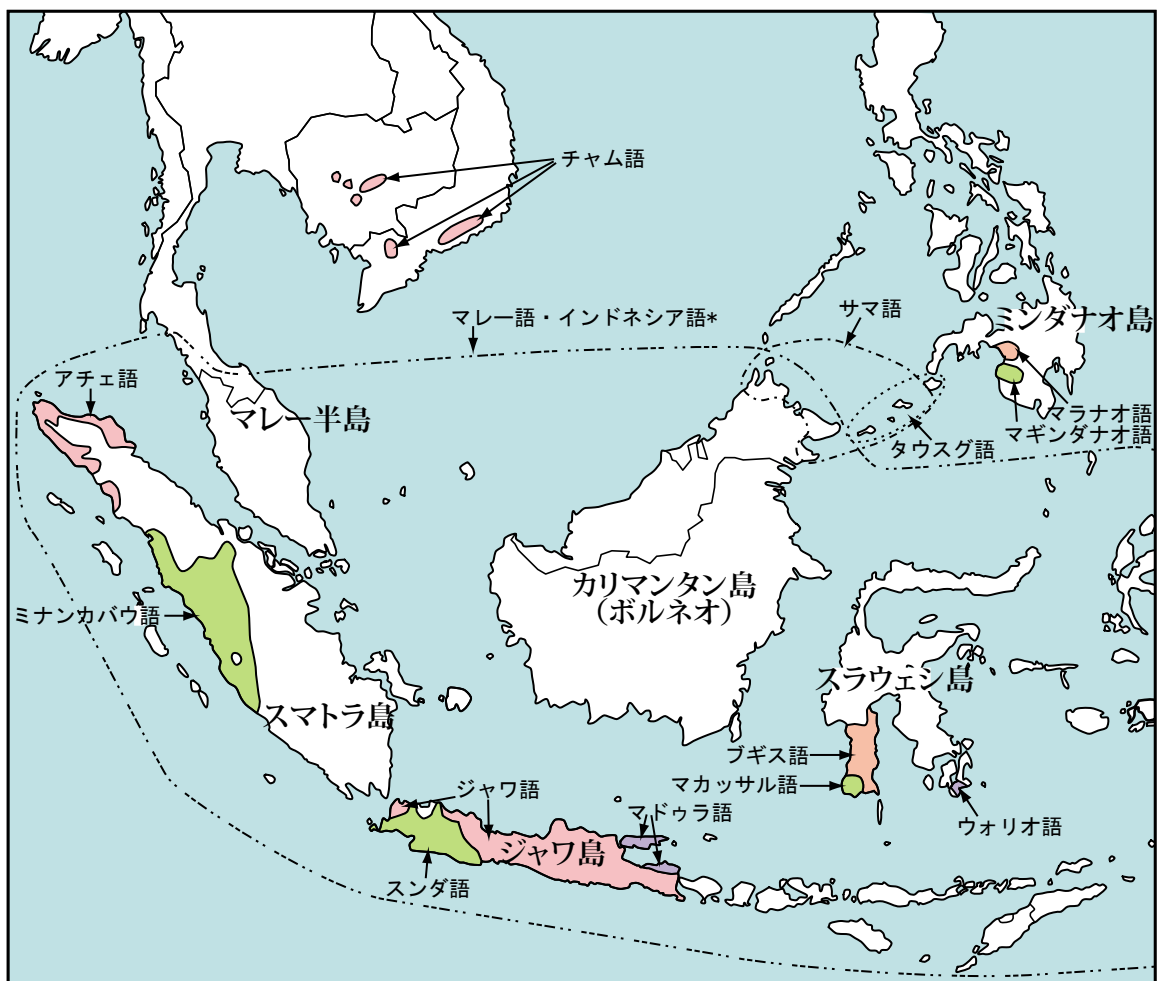 チャム語
マレー語・インドネシア語*
サマ語
ミンダナオ島
アチェ語
マレー半島
マラナオ語
マギンダナオ語
タウスグ語
カリマンタン島
（ボルネオ）
ミナンカバウ語
スラウェシ島
スマトラ島
ブギス語
マカッサル語
ジャワ語
マドゥラ語
ウォリオ語
ジャワ島
スンダ語